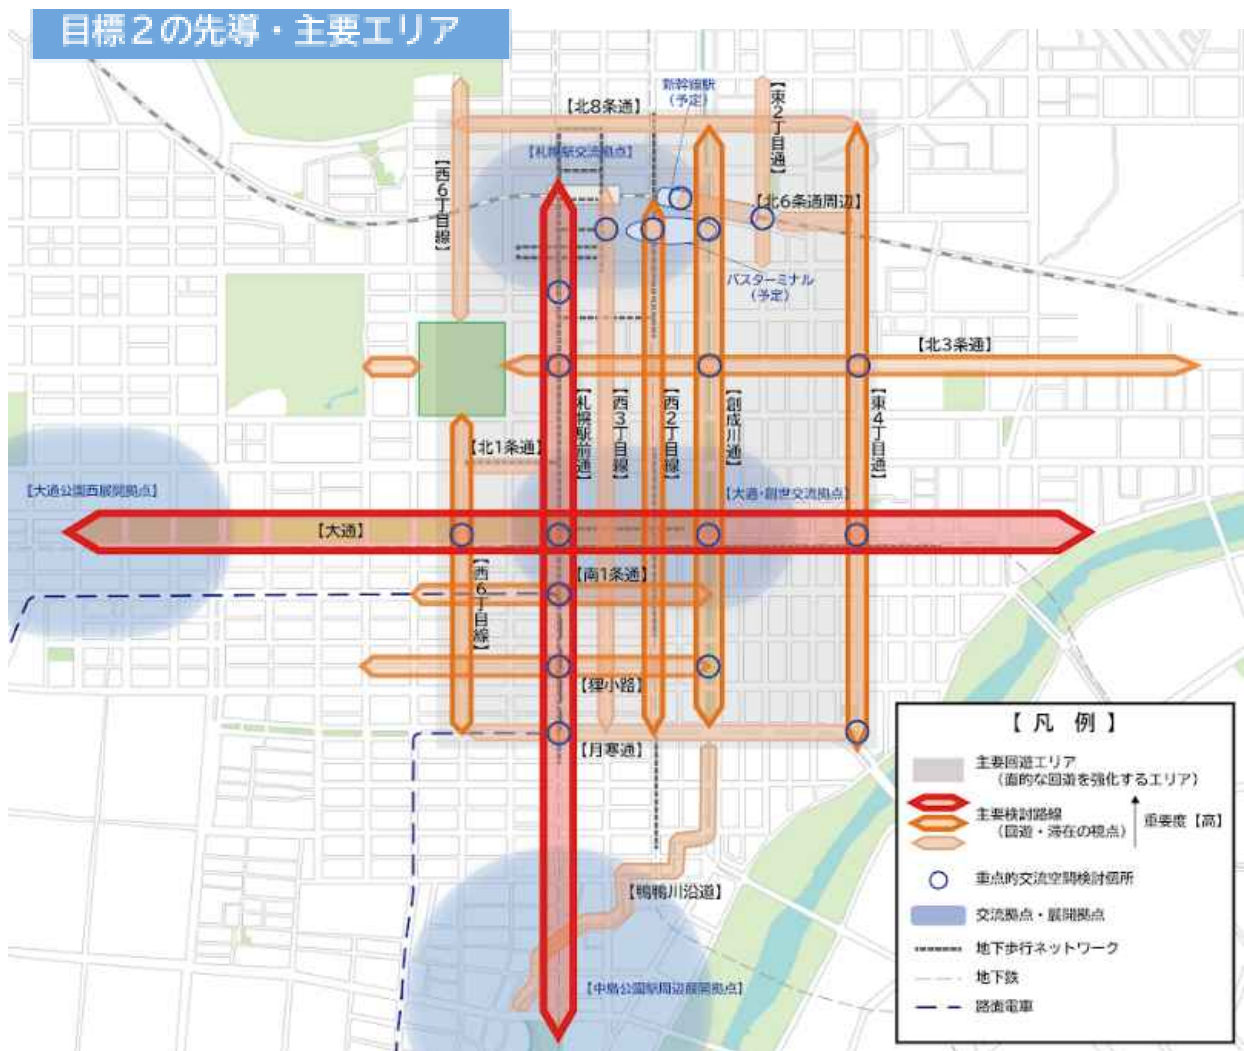 目標２の先導・主要エリア
新幹線駅
（予定）
【北8条通】
【東2丁目通】
【札幌駅交流拠点】
【西6丁目線】
【北6条通周辺】
バスターミナル
（予定）
【北3条通】
【札幌駅前通】
【西3丁目線】
【西2丁目線】
【創成川通】
【東4丁目通】
【北1条通】
【大通公園西展開拠点】
【大通・創世交流拠点】
【大通】
【南1条通】
【西6丁目線】
【狸小路】
【月寒通】
【鴨鴨川沿道】
【中島公園駅周辺展開拠点】
【 凡 例 】
主要回遊エリア
（面的な回遊を強化するエリア）
主要検討路線
（回遊・滞在の視点）
重要度【高】
重点的交流空間検討個所
交流拠点・展開拠点
地下歩行ネットワーク
地下鉄
路面電車